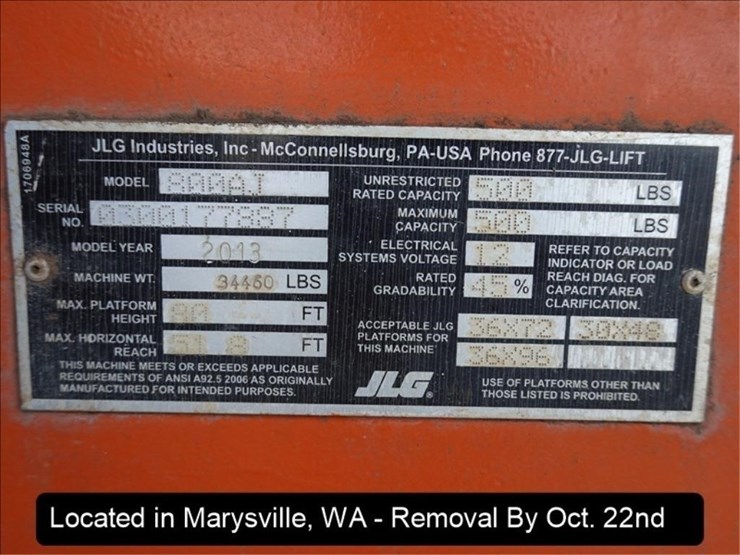 1706948A
JLG Industries, Inc - McConnellsburg, PA-USA Phone 877-JLG-LIFT
MODEL 800AJ
SERIAL NO. 0300177887
MODEL YEAR 2013
MACHINE WT. 34460 LBS
MAX. PLATFORM HEIGHT 80 FT
MAX. HORIZONTAL REACH 51 8 FT
THIS MACHINE MEETS OR EXCEEDS APPLICABLE
REQUIREMENTS OF ANSI A92.5 2006 AS ORIGINALLY
MANUFACTURED FOR INTENDED PURPOSES.
UNRESTRICTED
RATED CAPACITY 500 LBS
MAXIMUM
CAPACITY 500 LBS
ELECTRICAL
SYSTEMS VOLTAGE 12
RATED
GRADABILITY 45 %
REFER TO CAPACITY
INDICATOR OR LOAD
REACH DIAG. FOR
CAPACITY AREA
CLARIFICATION.
ACCEPTABLE JLG
PLATFORMS FOR
THIS MACHINE
36X72 30X48
36X96
JLG®
USE OF PLATFORMS OTHER THAN
THOSE LISTED IS PROHIBITED.
Located in Marysville, WA - Removal By Oct. 22nd